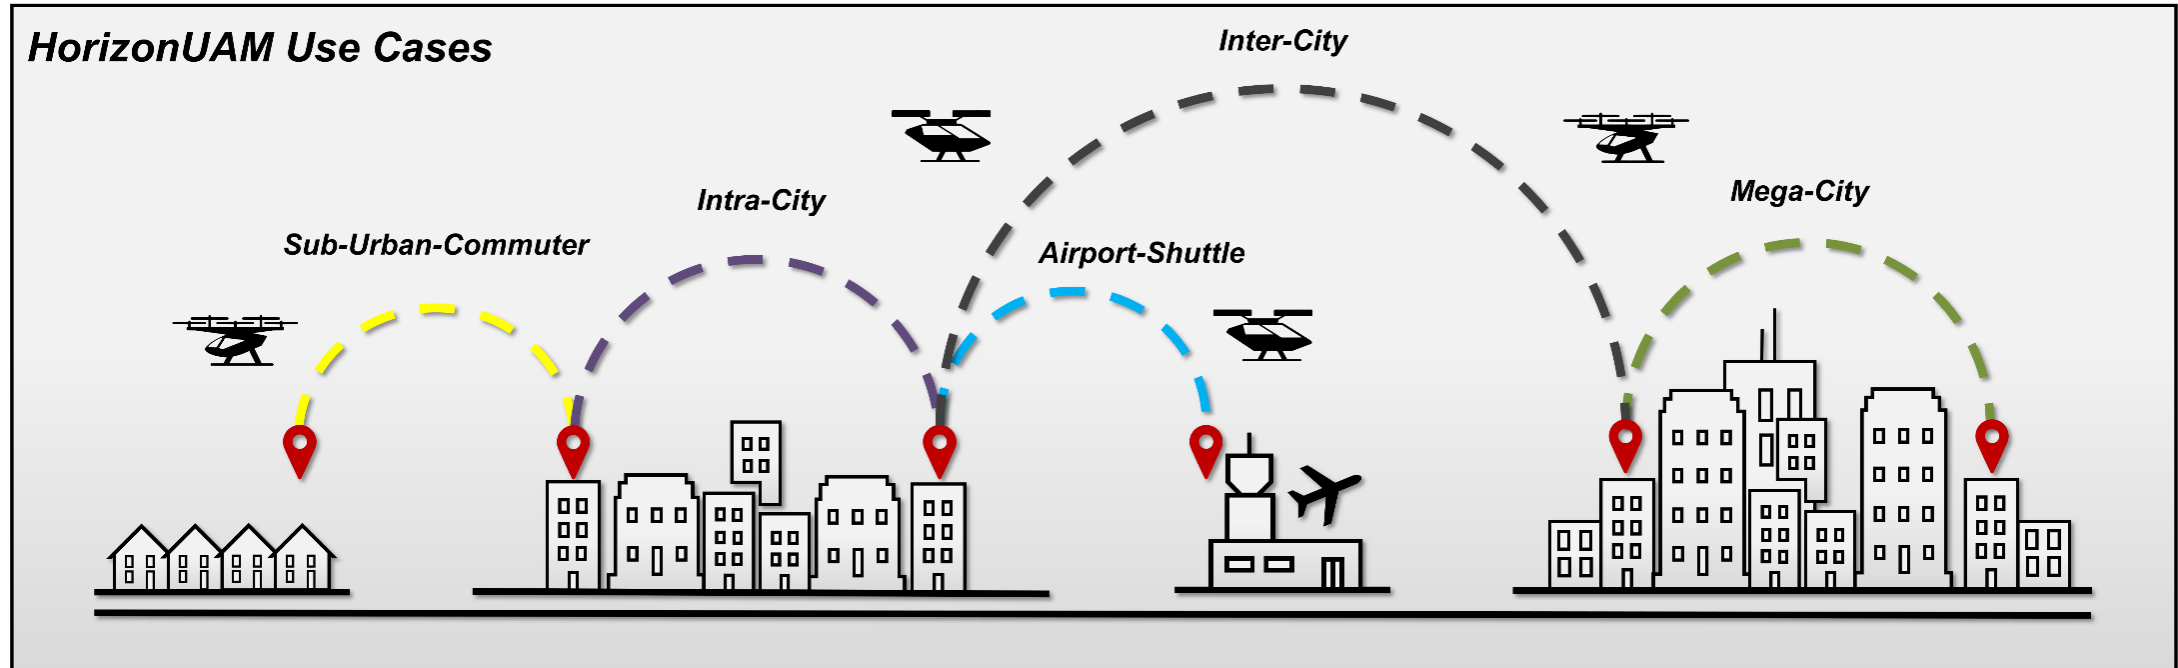 HorizonUAM Use Cases
Inter-City
Intra-City
Mega-City
Sub-Urban-Commuter
Airport-Shuttle